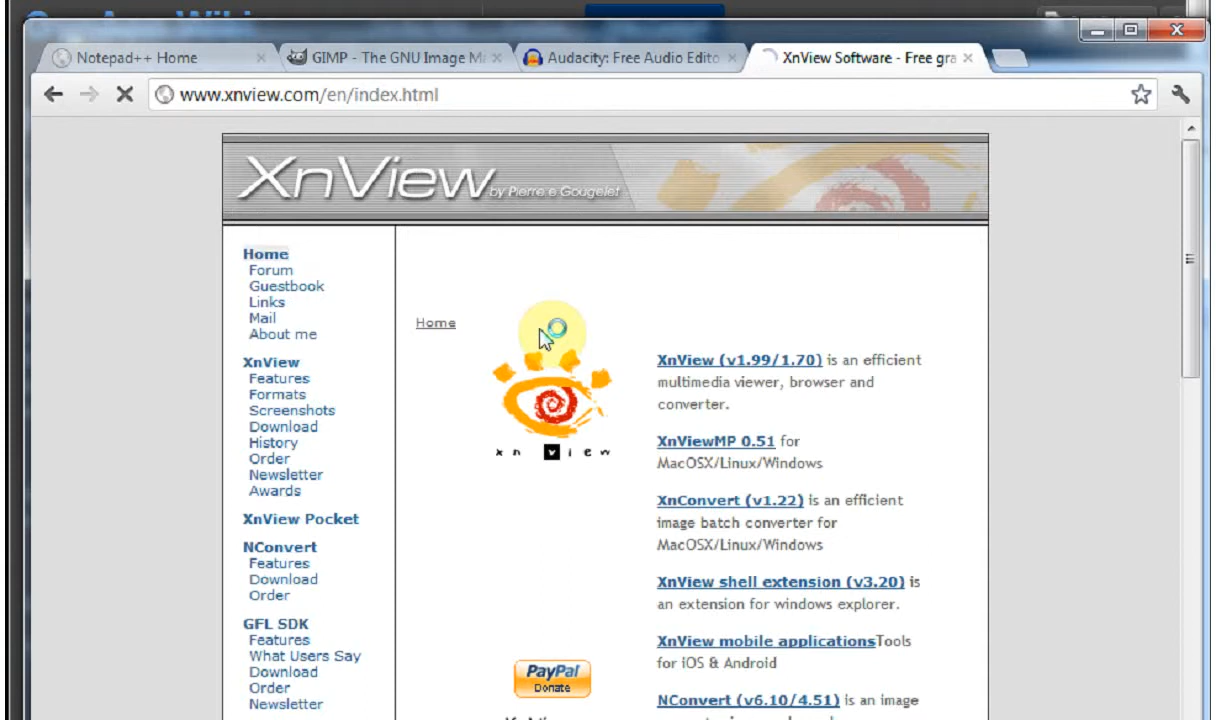 Notepad++ Home
GIMP - The GNU Image Ma
Audacity: Free Audio Edito
XnView Software - Free gra
www.xnview.com/en/index.html
XnView by Pierre e Gougelet
Home
Forum
Guestbook
Links
Mail
About me
XnView
Features
Formats
Screenshots
Download
History
Order
Newsletter
Awards
XnView Pocket
NConvert
Features
Download
Order
GFL SDK
Features
What Users Say
Download
Order
Newsletter
Home
xnview
PayPal
Donate
XnView (v1.99/1.70) is an efficient
multimedia viewer, browser and
converter.
XnViewMP 0.51 for
MacOSX/Linux/Windows
XnConvert (v1.22) is an efficient
image batch converter for
MacOSX/Linux/Windows
XnView shell extension (v3.20) is
an extension for windows explorer.
XnView mobile applicationsTools
for iOS & Android
NConvert (v6.10/4.51) is an image